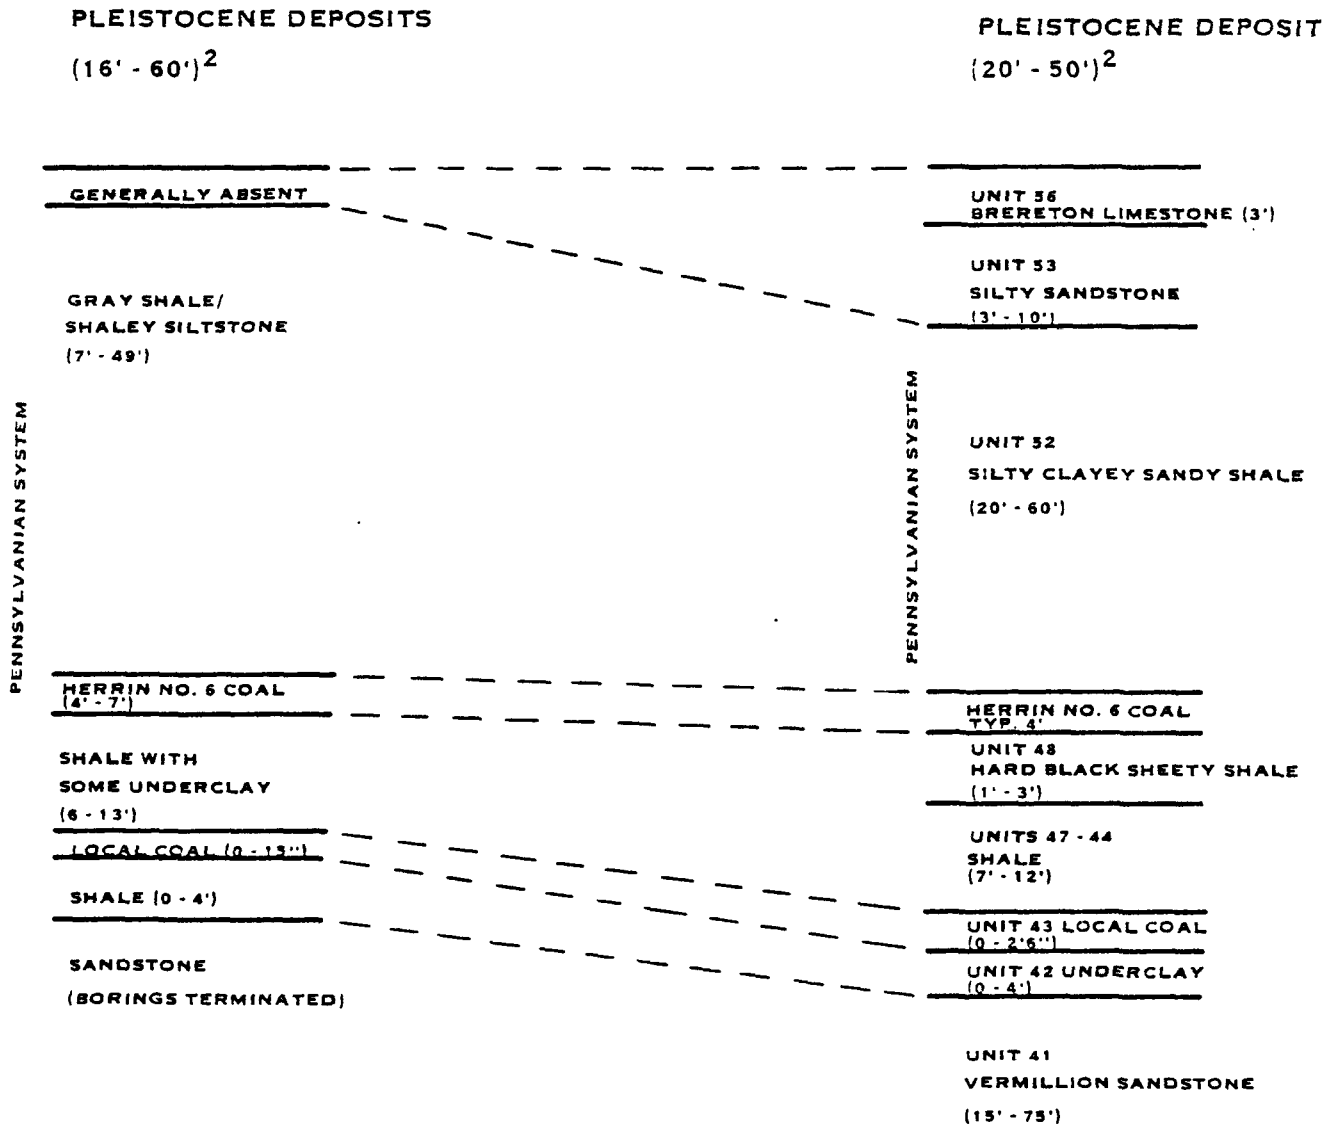 PLEISTOCENE DEPOSITS
(16' - 60')2
GENERALLY ABSENT
GRAY SHALE/
SHALEY SILTSTONE
(7' - 49')
PENNSYLVANIAN SYSTEM
HERRIN NO. 6 COAL
(4' - 7')
SHALE WITH
SOME UNDERCLAY
(6 - 13')
LOCAL COAL (0 - 15")
SHALE (0 - 4')
SANDSTONE
(BORINGS TERMINATED)
PLEISTOCENE DEPOSIT
(20' - 50')2
UNIT 56
BRERETON LIMESTONE (3')
UNIT 53
SILTY SANDSTONE
(3' - 10')
PENNSYLVANIAN SYSTEM
UNIT 52
SILTY CLAYEY SANDY SHALE
(20' - 60')
HERRIN NO. 6 COAL
TYP. 4'
UNIT 48
HARD BLACK SHEETY SHALE
(1' - 3')
UNITS 47 - 44
SHALE
(7' - 12')
UNIT 43 LOCAL COAL
(0 - 2'6")
UNIT 42 UNDERCLAY
(0 - 4')
UNIT 41
VERMILLION SANDSTONE
(15' - 75')